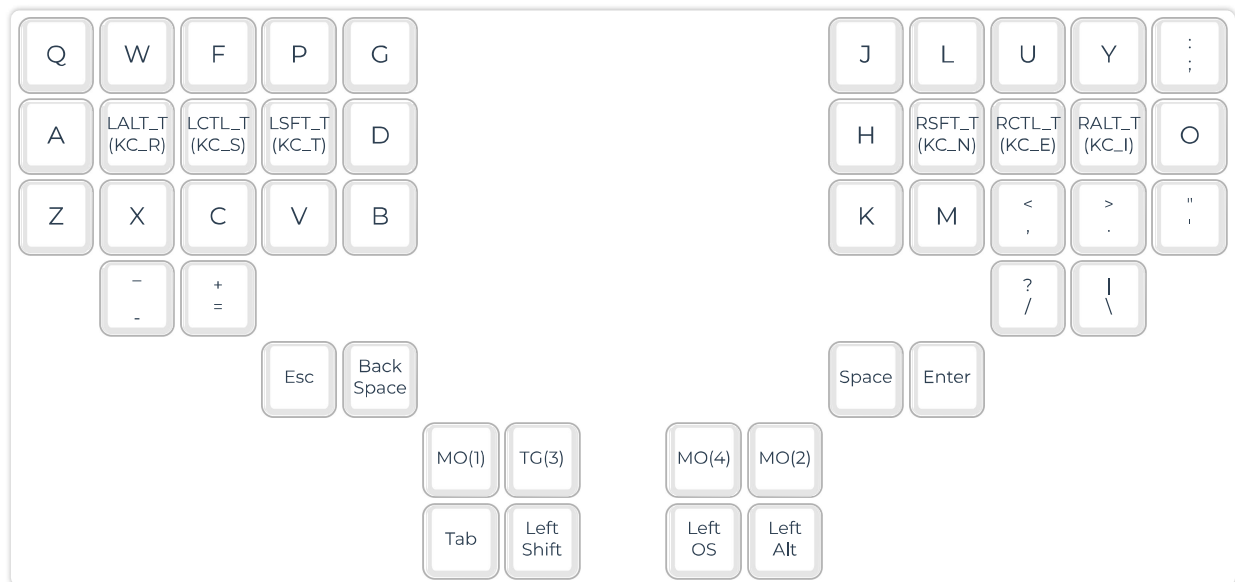 Q W F P G J L U Y :
;
A LALT_T LCTL_T LSFT_T D H RSFT_T RCTL_T RALT_T O
(KC_R) (KC_S) (KC_T) (KC_N) (KC_E) (KC_I)
Z X C V B K M < > "
, . '
_ + ? |
- = / \
Esc Back Space Enter
Space
MO(1) TG(3) MO(4) MO(2)
Tab Left Left Left
Shift OS Alt